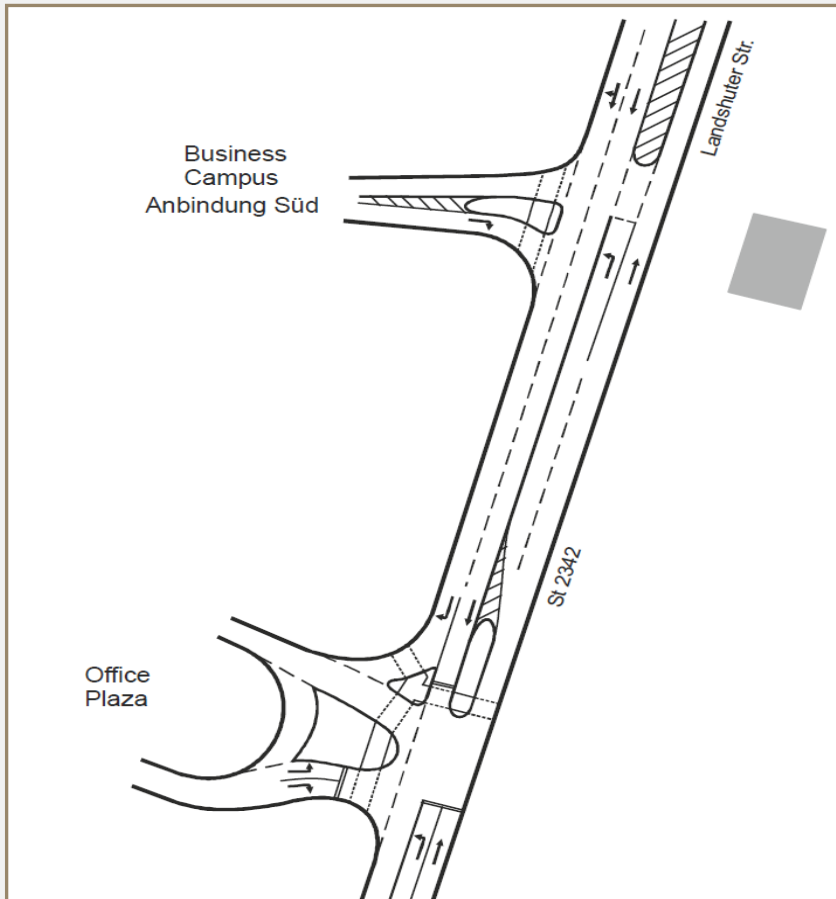 Landshuter Str.
Business
Campus
Anbindung Süd
St 2342
Office
Plaza